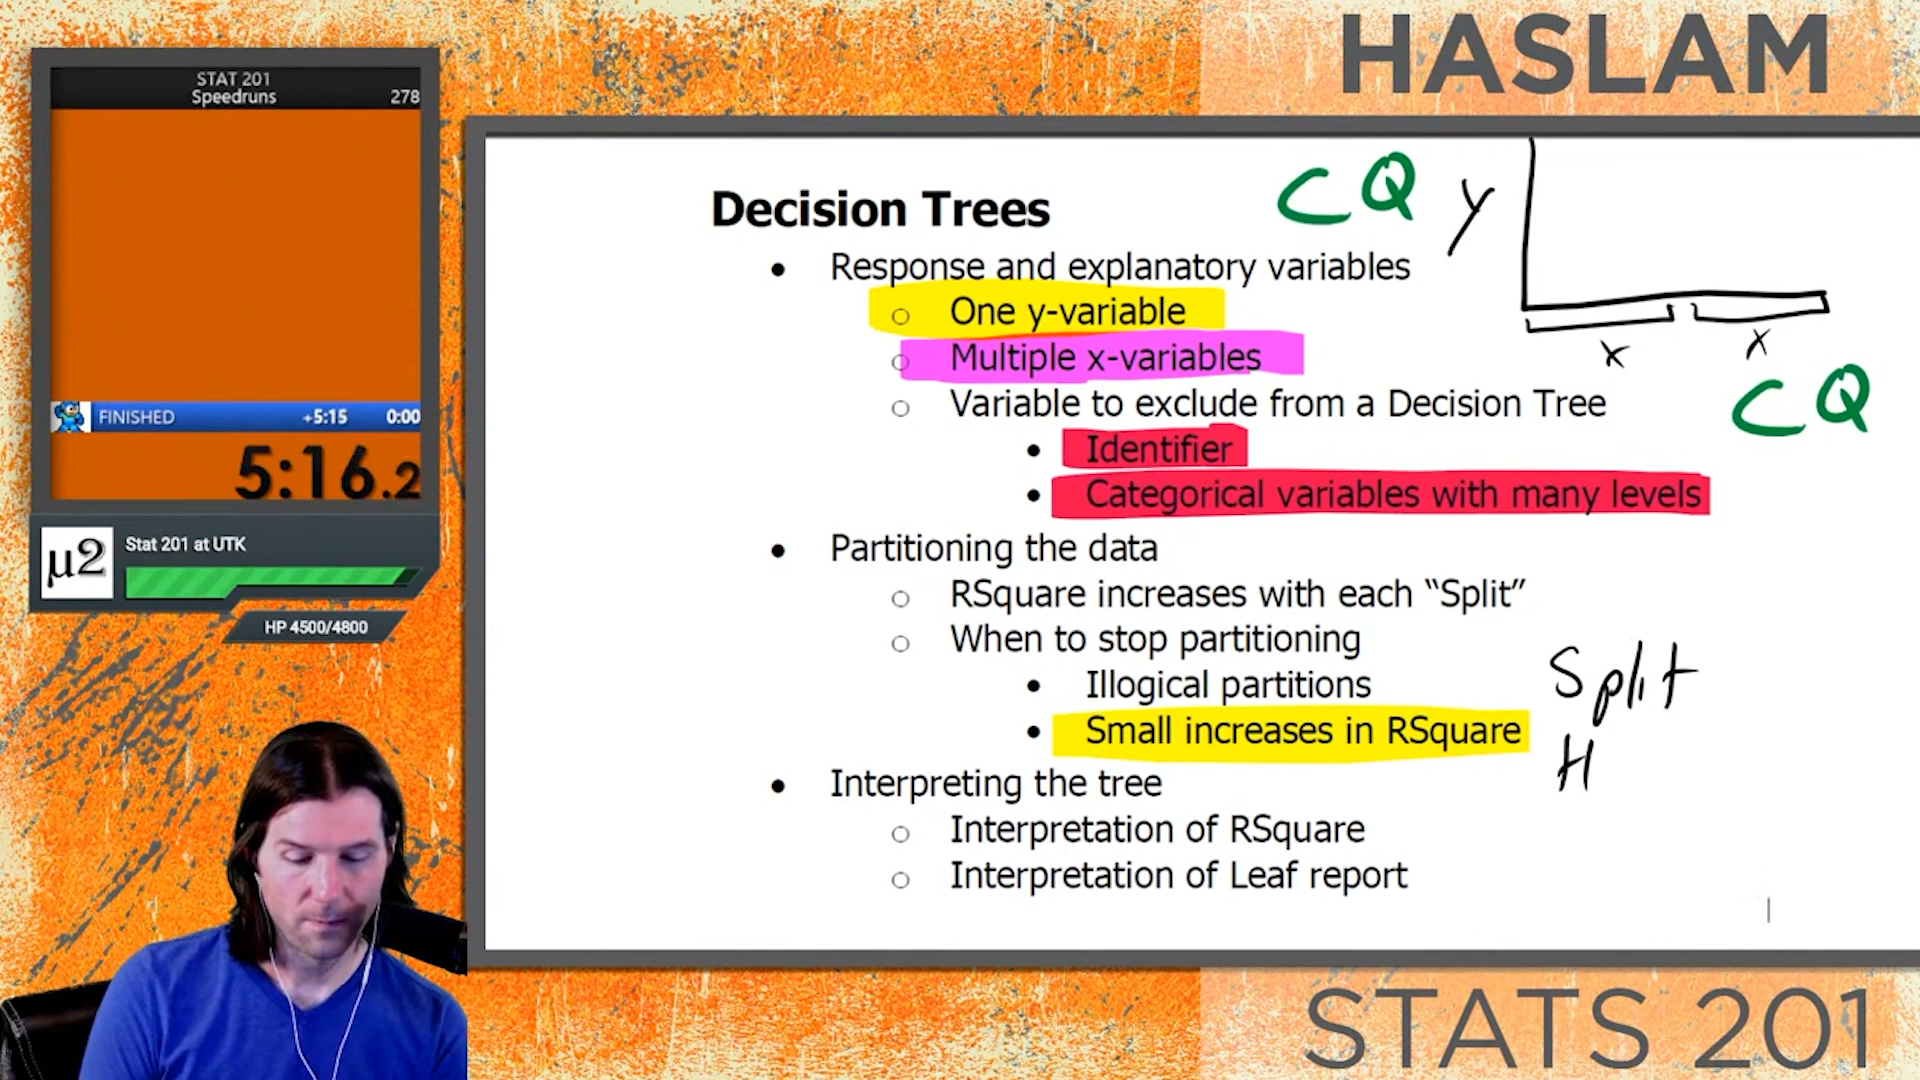 HASLAM
STAT 201
Speedruns 278
FINISHED +5:15 0:00
5:16.2
µ2 Stat 201 at UTK
HP 4500/4800
Decision Trees
C Q y
• Response and explanatory variables
○ One y-variable
○ Multiple x-variables
x x
○ Variable to exclude from a Decision Tree
C Q
• Identifier
• Categorical variables with many levels
• Partitioning the data
○ RSquare increases with each “Split”
○ When to stop partitioning
• Illogical partitions
Split
• Small increases in RSquare
H
• Interpreting the tree
○ Interpretation of RSquare
○ Interpretation of Leaf report
STATS 201